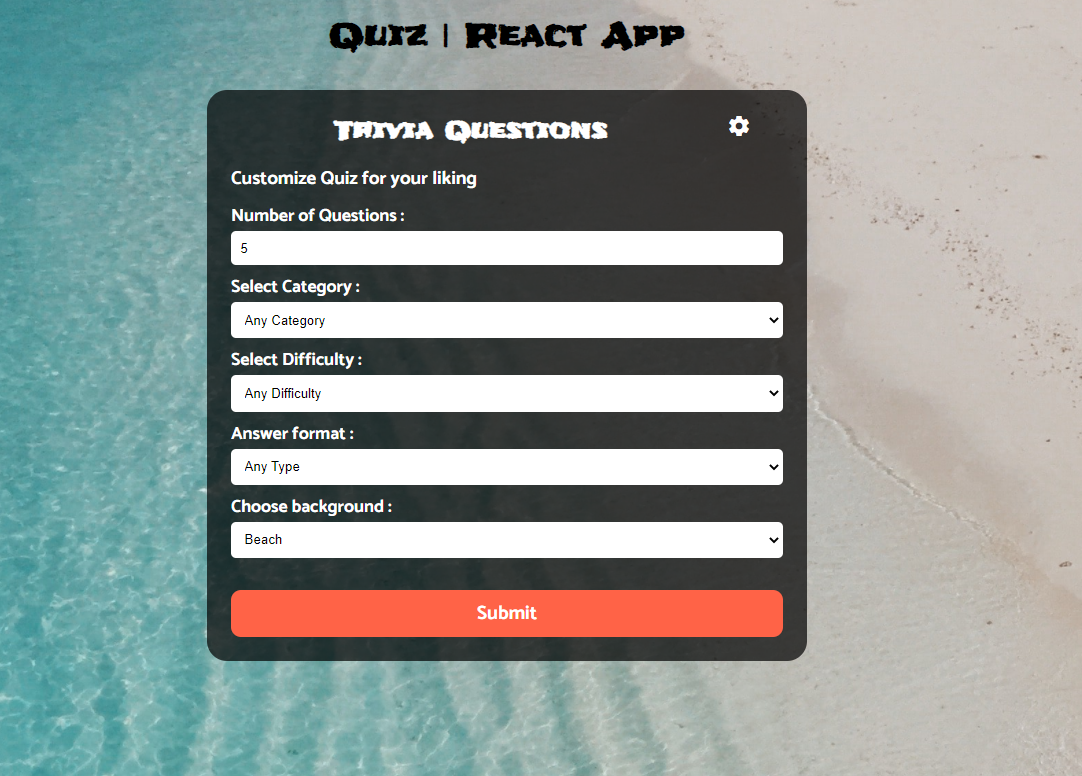 Quiz | React App
Trivia Questions
Customize Quiz for your liking
Number of Questions :
5
Select Category :
Any Category
Select Difficulty :
Any Difficulty
Answer format :
Any Type
Choose background :
Beach
Submit